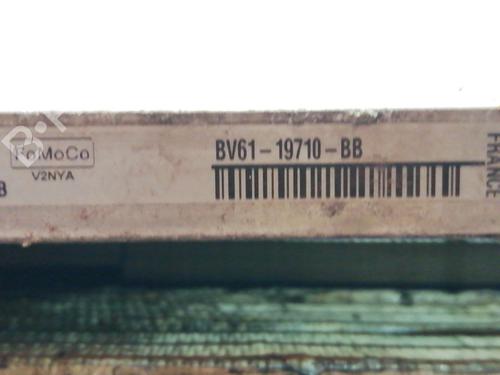 B
FoMoCo
V2NYA
B
BV61-19710-BB
FRANCE